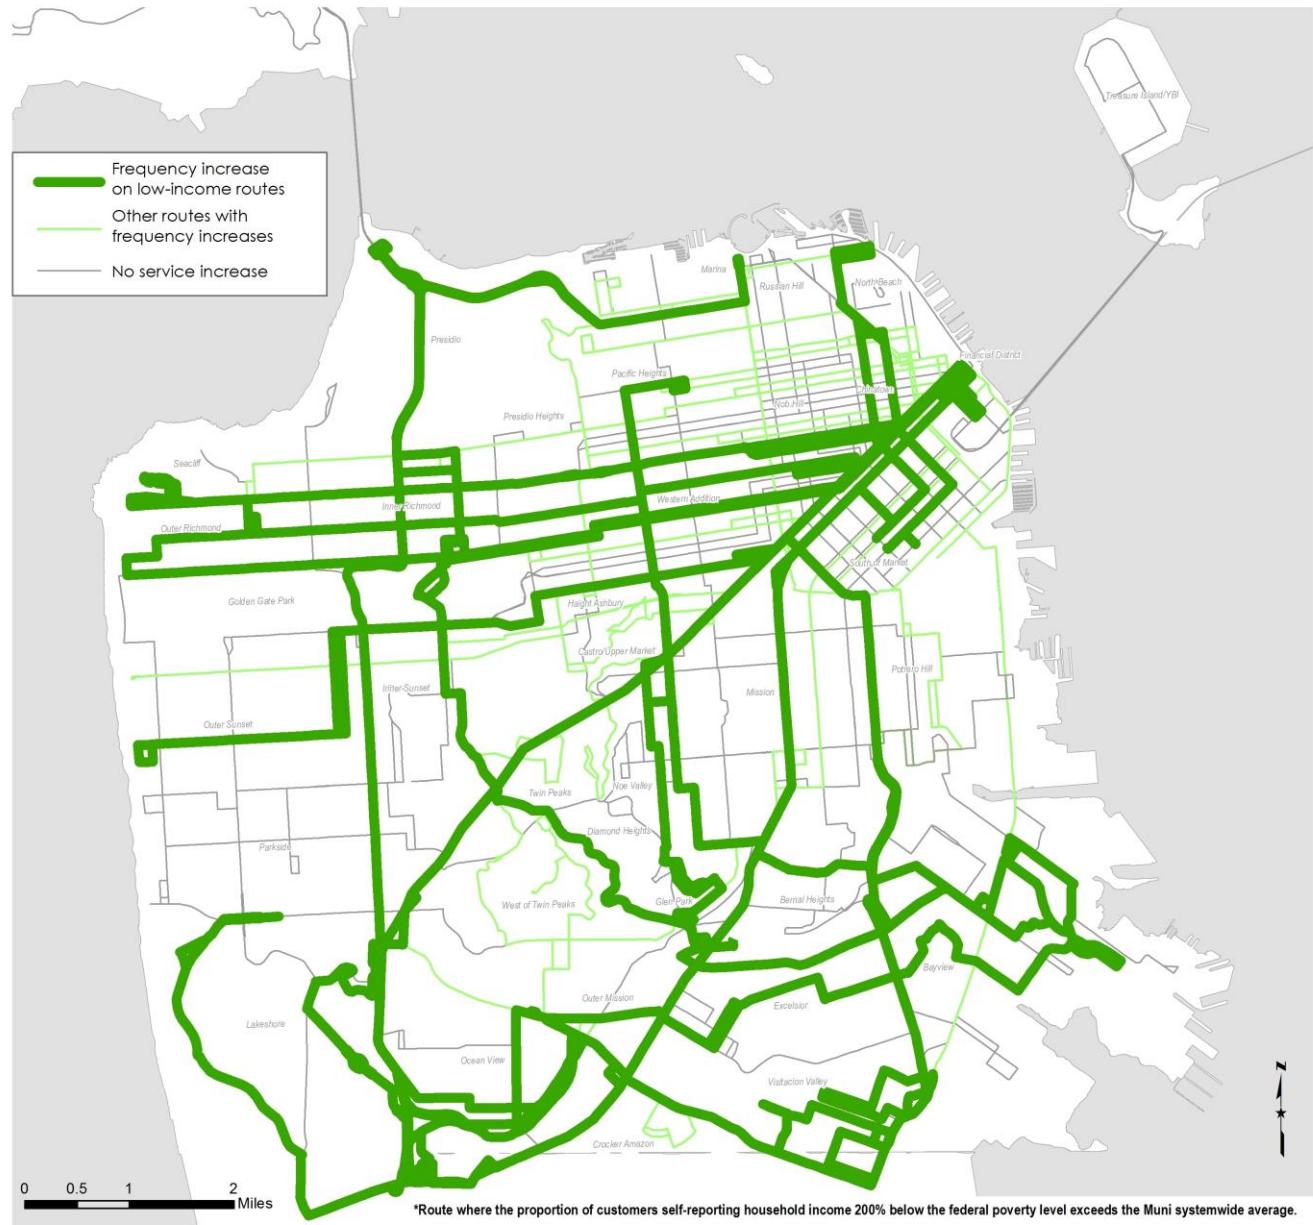 Treasure Island/YBI
Frequency increase
on low-income routes
Other routes with
frequency increases
No service increase
Marina
Russian Hill
North Beach
Presidio
Financial District
Pacific Heights
Chinatown
Nob Hill
Presidio Heights
Seacliff
Western Addition
Inner Richmond
Outer Richmond
South of Market
Golden Gate Park
Haight Ashbury
Castro/Upper Market
Potrero Hill
Inner Sunset
Mission
Outer Sunset
Noe Valley
Twin Peaks
Diamond Heights
Parkside
Glen Park
Bernal Heights
West of Twin Peaks
Bayview
Outer Mission
Excelsior
Lakeshore
Ocean View
Visitacion Valley
Crocker Amazon
z
0 0.5 1 2
Miles
*Route where the proportion of customers self-reporting household income 200% below the federal poverty level exceeds the Muni systemwide average.